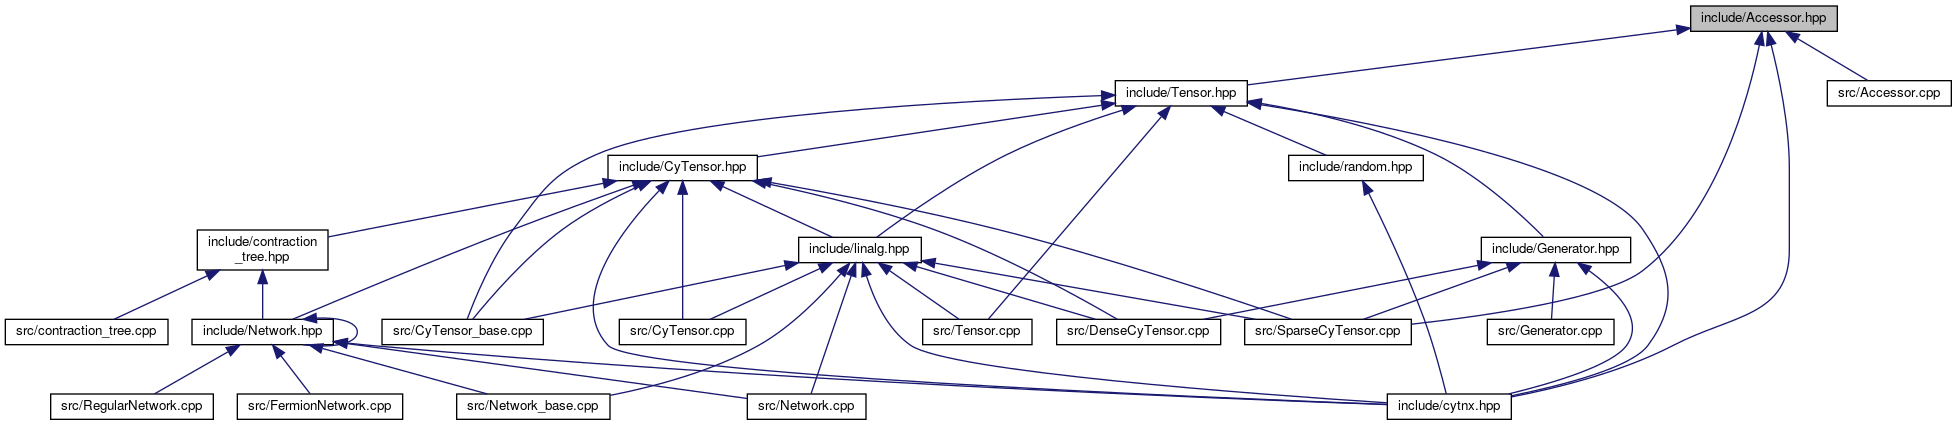 include/Accessor.hpp
include/Tensor.hpp
src/Accessor.cpp
include/CyTensor.hpp
include/random.hpp
include/contraction
_tree.hpp
include/linalg.hpp
include/Generator.hpp
src/contraction_tree.cpp
include/Network.hpp
src/CyTensor_base.cpp
src/CyTensor.cpp
src/Tensor.cpp
src/DenseCyTensor.cpp
src/SparseCyTensor.cpp
src/Generator.cpp
src/RegularNetwork.cpp
src/FermionNetwork.cpp
src/Network_base.cpp
src/Network.cpp
include/cytnx.hpp